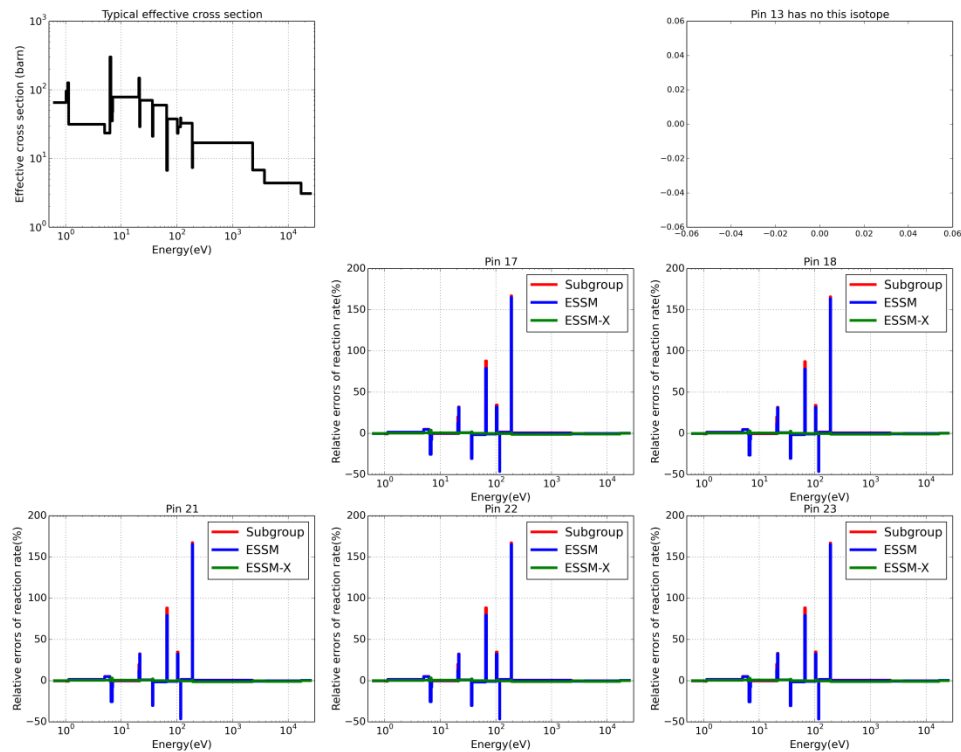 Typical effective cross section
Effective cross section (barn)
10³
10²
10¹
10⁰
10⁰ 10¹ 10² 10³ 10⁴
Energy(eV)
Pin 13 has no this isotope
0.06
0.04
0.02
0.00
−0.02
−0.04
−0.06
−0.06 −0.04 −0.02 0.00 0.02 0.04 0.06
Pin 17
Relative errors of reaction rate(%)
200
150
100
50
0
−50
10⁰ 10¹ 10² 10³ 10⁴
Energy(eV)
Subgroup
ESSM
ESSM-X
Pin 18
Relative errors of reaction rate(%)
200
150
100
50
0
−50
10⁰ 10¹ 10² 10³ 10⁴
Energy(eV)
Subgroup
ESSM
ESSM-X
Pin 21
Relative errors of reaction rate(%)
200
150
100
50
0
−50
10⁰ 10¹ 10² 10³ 10⁴
Energy(eV)
Subgroup
ESSM
ESSM-X
Pin 22
Relative errors of reaction rate(%)
200
150
100
50
0
−50
10⁰ 10¹ 10² 10³ 10⁴
Energy(eV)
Subgroup
ESSM
ESSM-X
Pin 23
Relative errors of reaction rate(%)
200
150
100
50
0
−50
10⁰ 10¹ 10² 10³ 10⁴
Energy(eV)
Subgroup
ESSM
ESSM-X